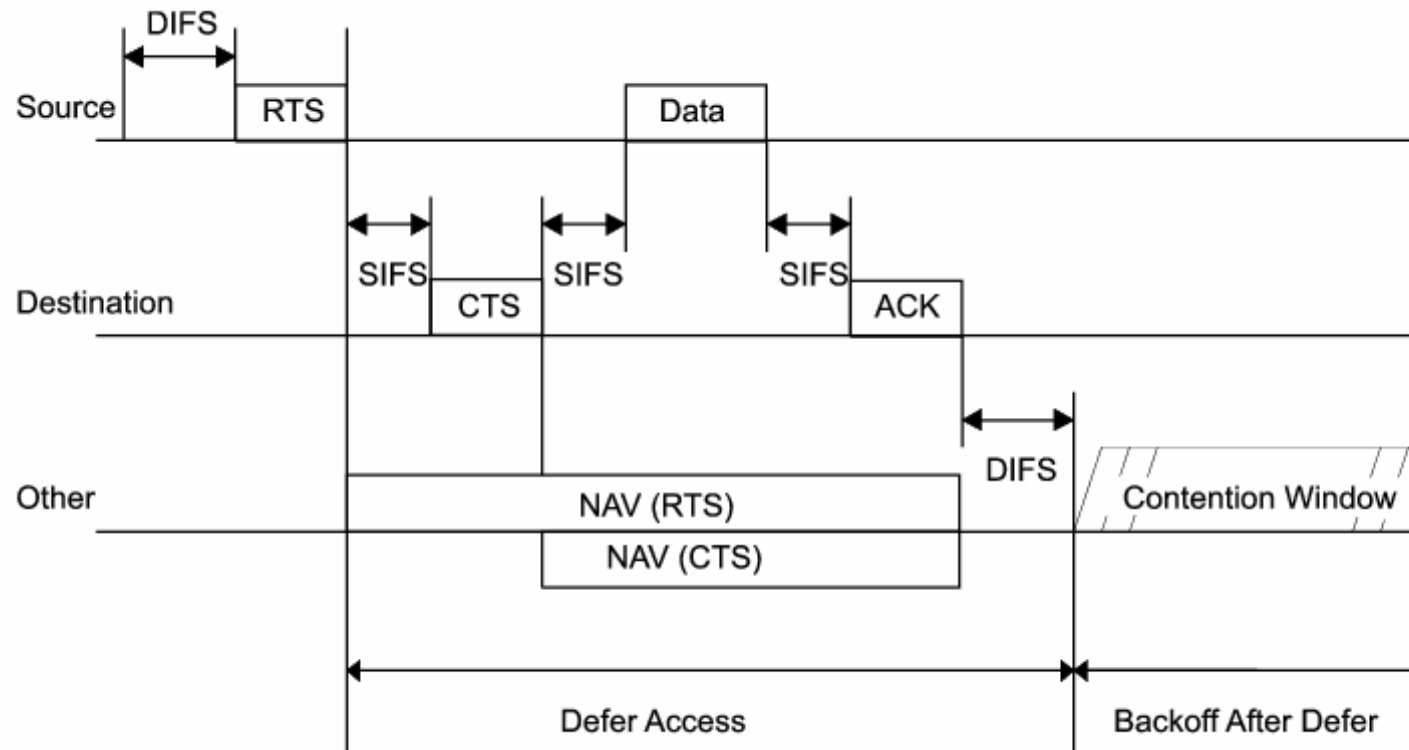 DIFS
Source
RTS
Data
SIFS
SIFS
SIFS
Destination
CTS
ACK
DIFS
Other
NAV (RTS)
Contention Window
NAV (CTS)
Defer Access
Backoff After Defer